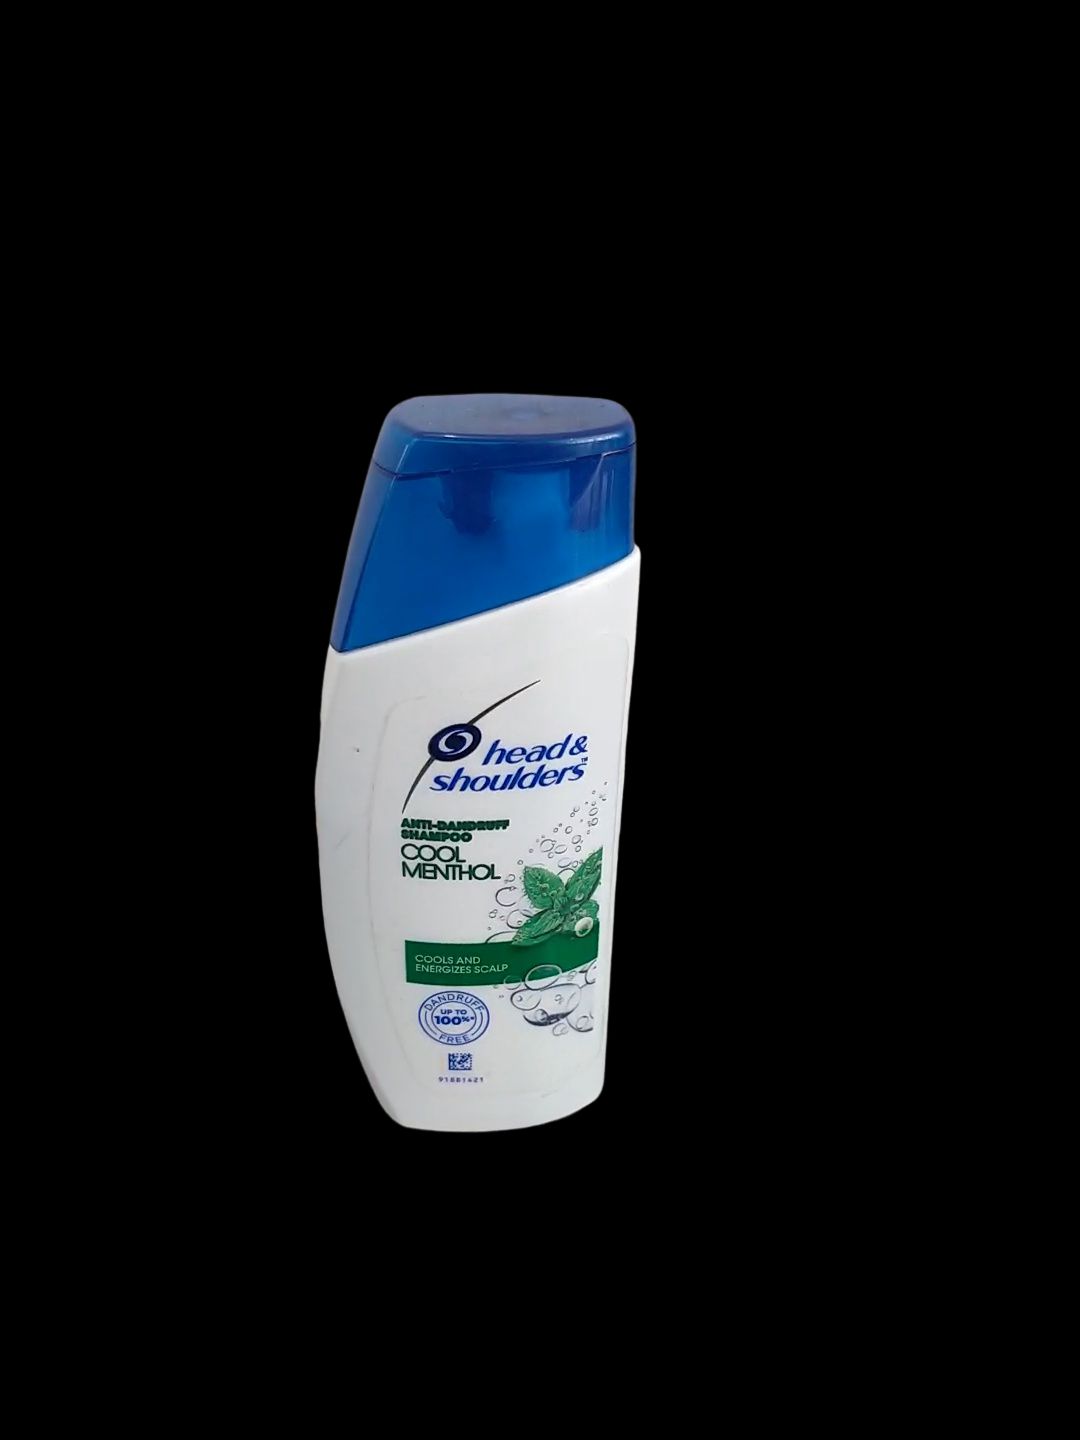 head &
shoulders™
ANTI-DANDRUFF
SHAMPOO
COOL
MENTHOL
COOLS AND
ENERGIZES SCALP
DANDRUFF
UP TO
100%*
FREE
91881421